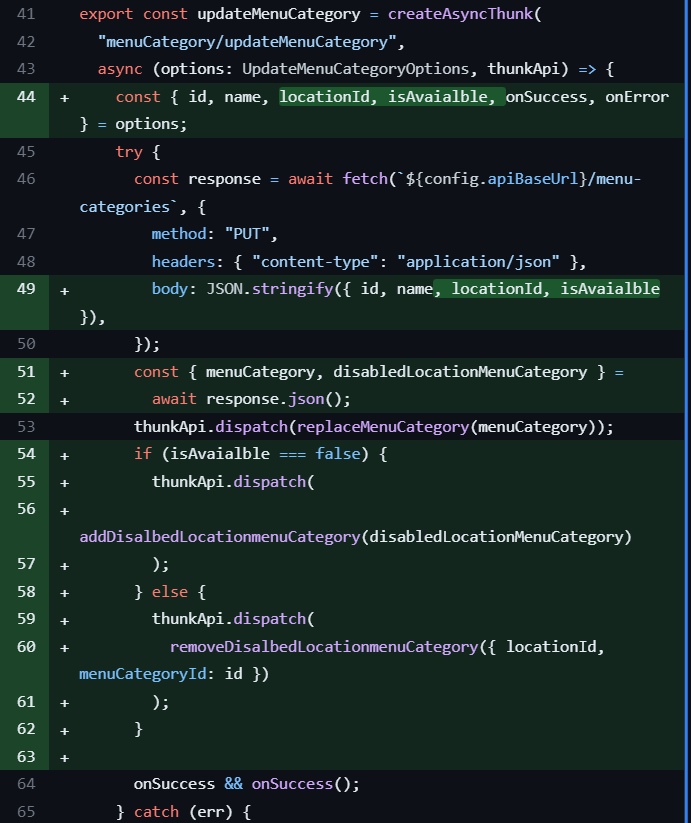 41 export const updateMenuCategory = createAsyncThunk(
42 "menuCategory/updateMenuCategory",
43 async (options: UpdateMenuCategoryOptions, thunkApi) => {
44 + const { id, name, locationId, isAvaialble, onSuccess, onError
} = options;
45 try {
46 const response = await fetch(`${config.apiBaseUrl}/menu-
categories`, {
47 method: "PUT",
48 headers: { "content-type": "application/json" },
49 + body: JSON.stringify({ id, name, locationId, isAvaialble
}),
50 });
51 + const { menuCategory, disabledLocationMenuCategory } =
52 + await response.json();
53 thunkApi.dispatch(replaceMenuCategory(menuCategory));
54 + if (isAvaialble === false) {
55 + thunkApi.dispatch(
56 +
addDisalbedLocationmenuCategory(disabledLocationMenuCategory)
57 + );
58 + } else {
59 + thunkApi.dispatch(
60 + removeDisalbedLocationmenuCategory({ locationId,
menuCategoryId: id })
61 + );
62 + }
63 +
64 onSuccess && onSuccess();
65 } catch (err) {